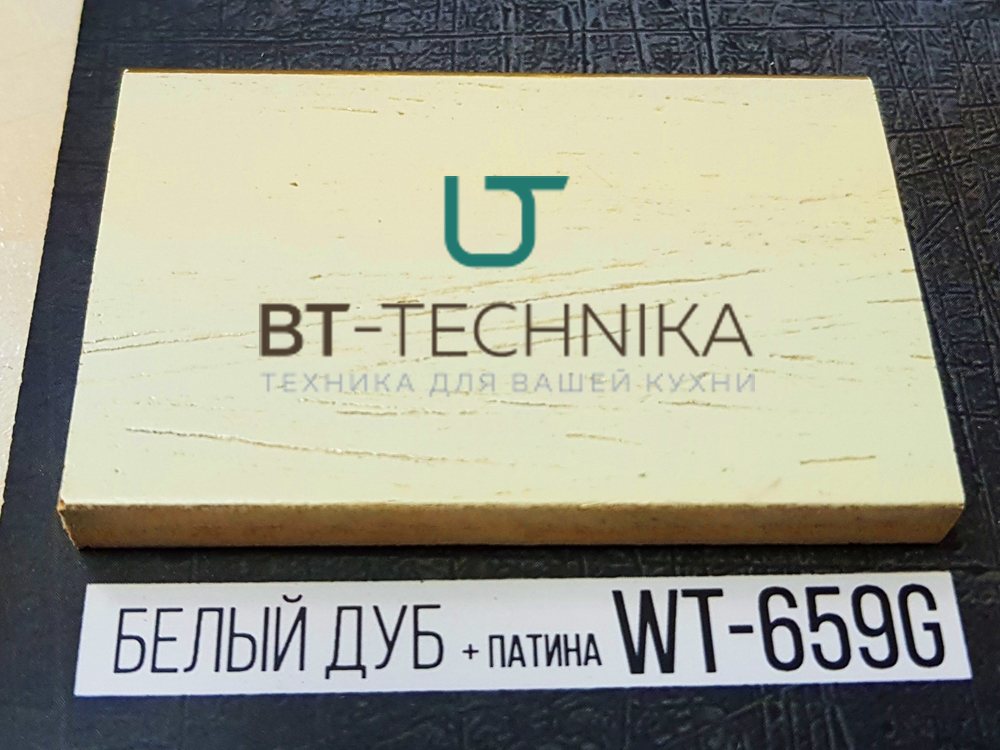 BT-TECHNIKA
ТЕХНИКА ДЛЯ ВАШЕЙ КУХНИ
БЕЛЫЙ ДУБ + ПАТИНА WT-659G